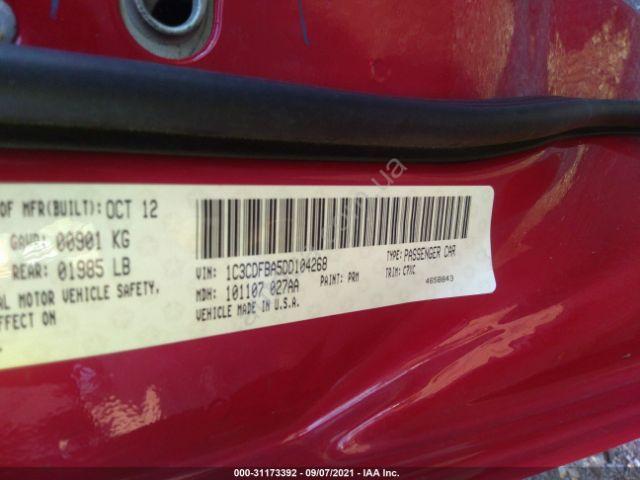 OF MFR(BUILT): OCT 12
GAWR: 00901 KG
REAR: 01985 LB
AL MOTOR VEHICLE SAFETY,
EFFECT ON
VIN: 1C3CDFBA5DD104268
TYPE: PASSENGER CAR
MDH: 101107 027AA
PAINT: PRM
TRIM: C7XC
4650843
VEHICLE MADE IN U.S.A.
000-31173392 - 09/07/2021 - IAA Inc.